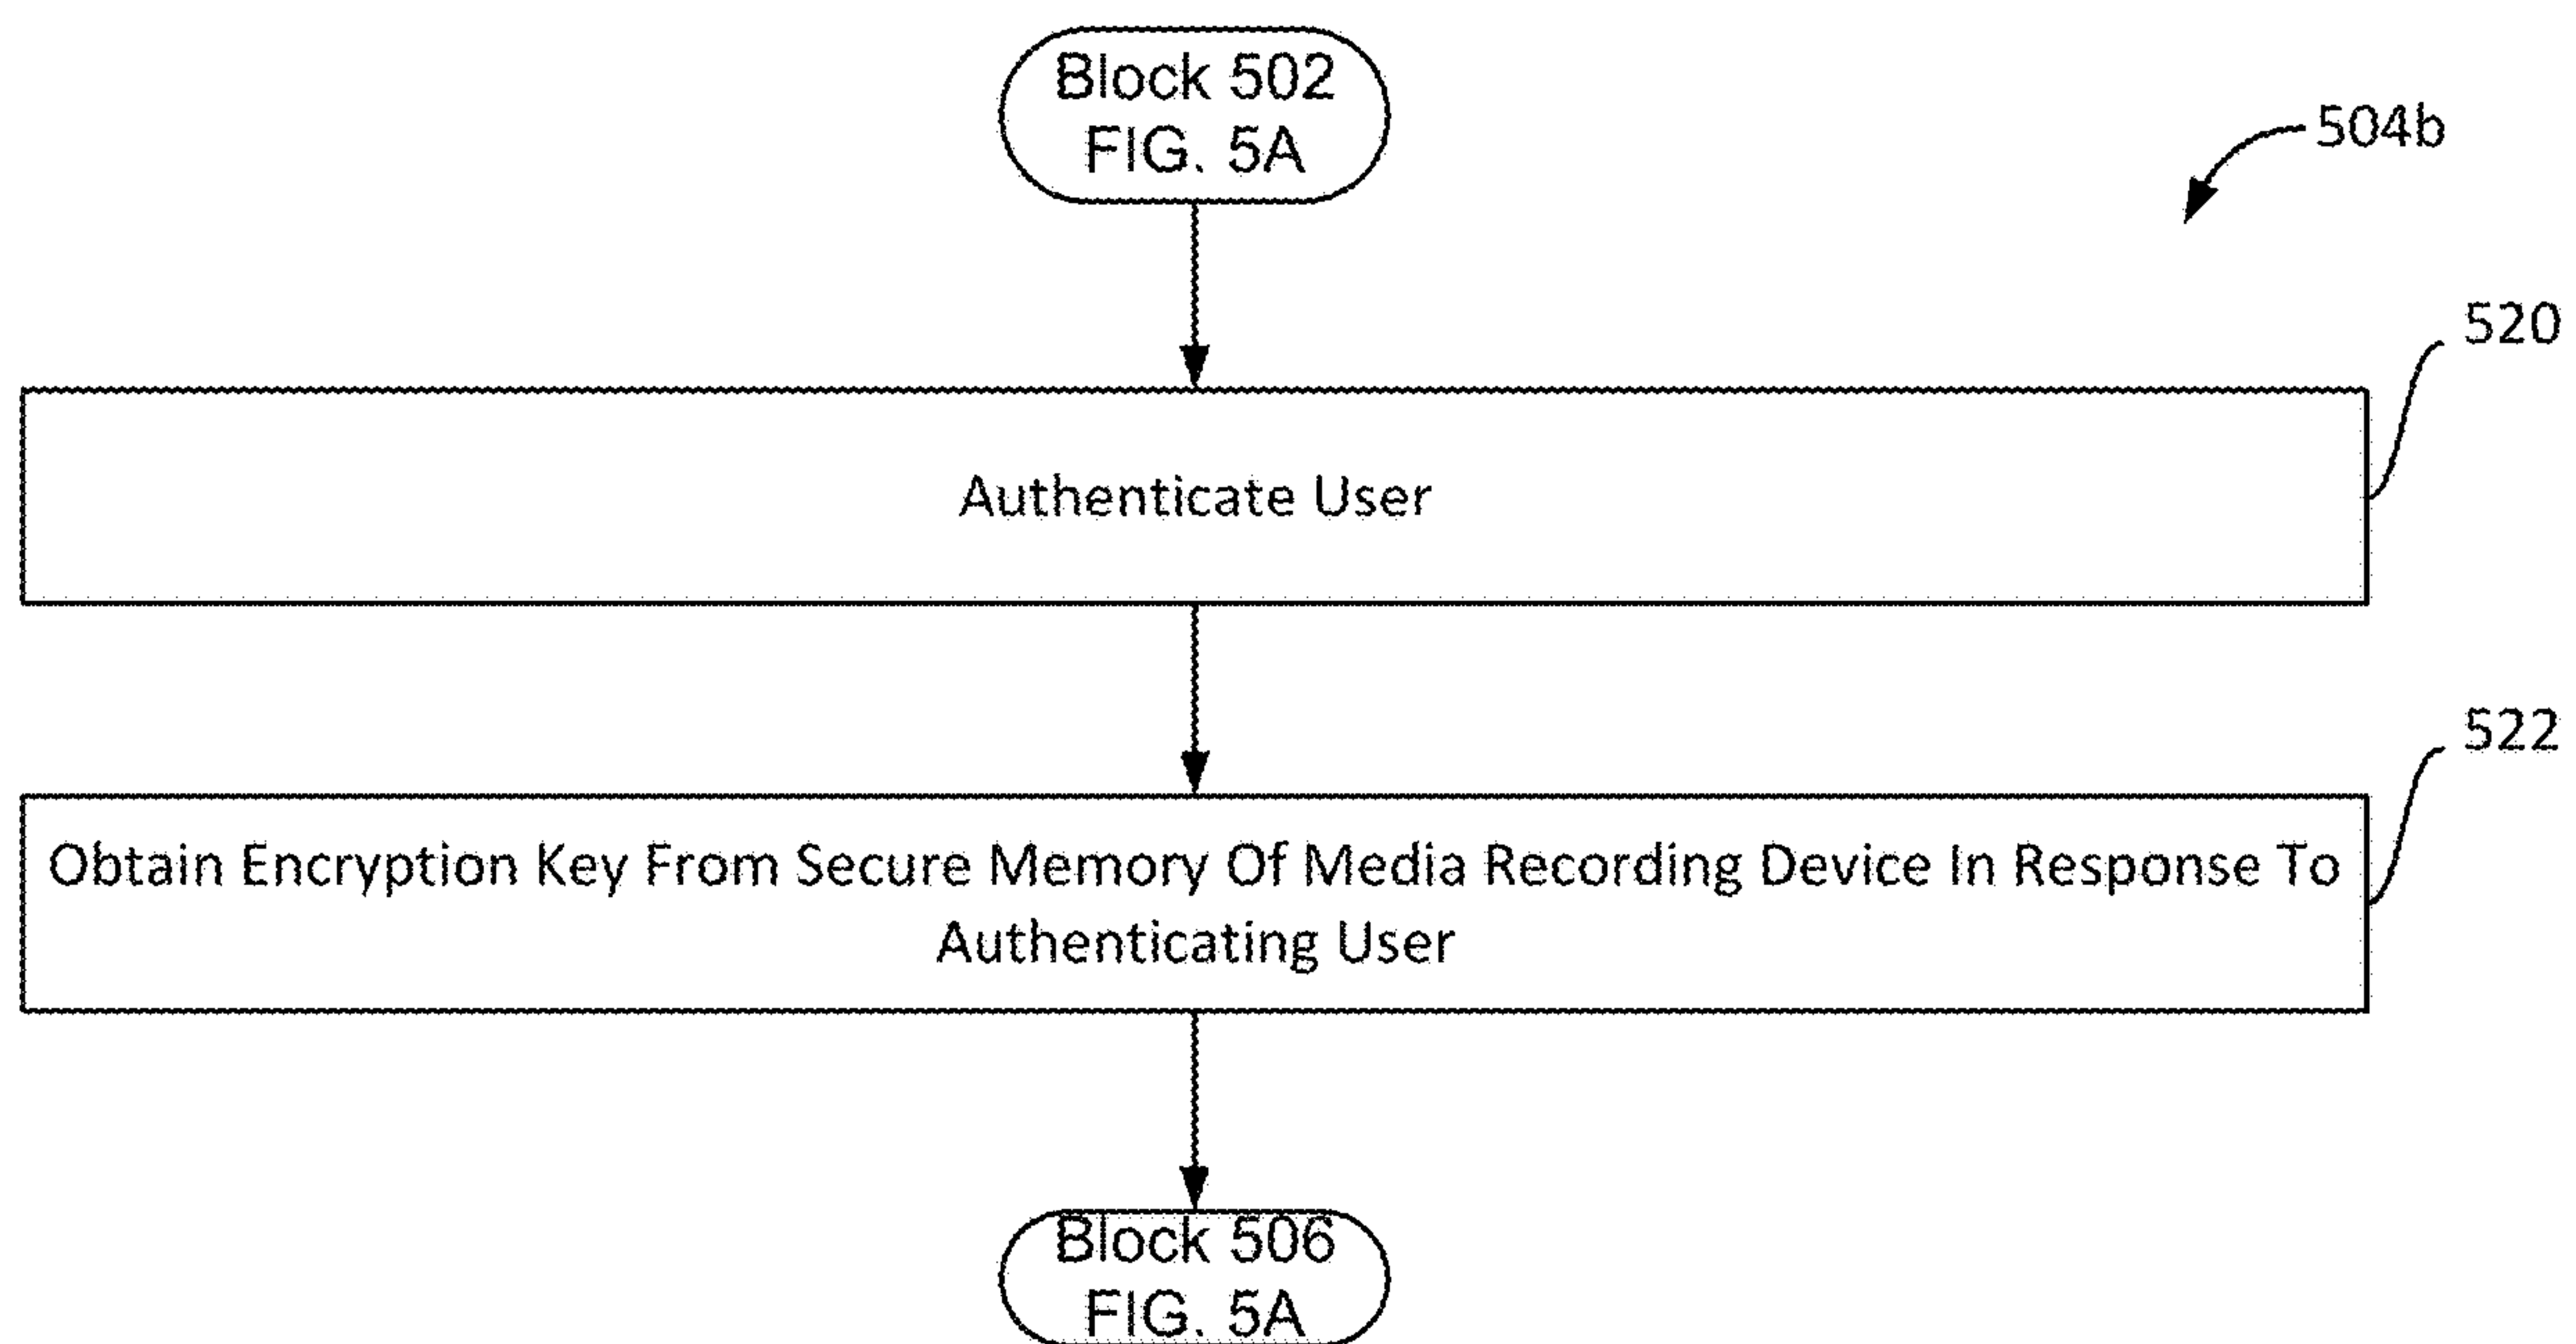 Block 502
FIG. 5A
504b
520
Authenticate User
522
Obtain Encryption Key From Secure Memory Of Media Recording Device In Response To
Authenticating User
Block 506
FIG. 5A